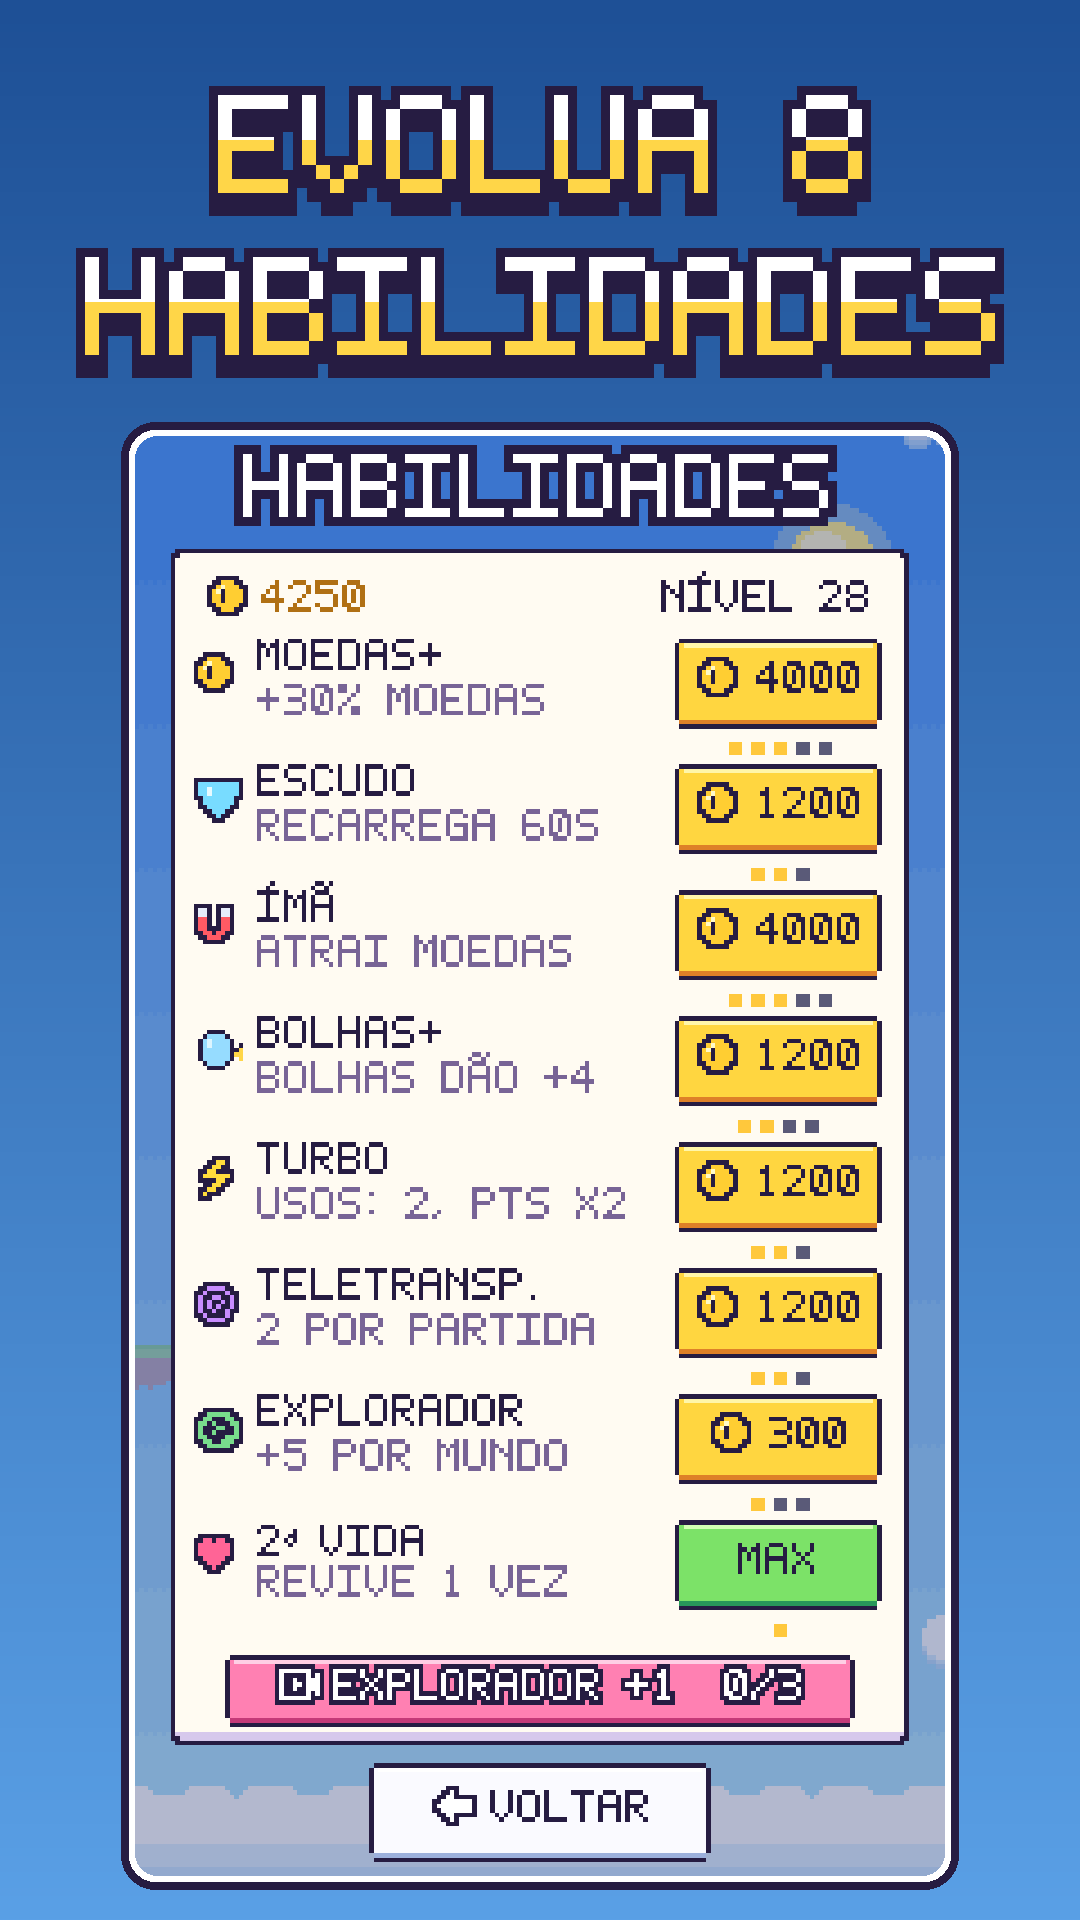 EVOLUA 8
HABILIDADES
HABILIDADES
4250 NÍVEL 28
MOEDAS+
+30% MOEDAS
4000
ESCUDO
RECARREGA 60S
1200
ÍMÃ
ATRAI MOEDAS
4000
BOLHAS+
BOLHAS DÃO +4
1200
TURBO
USOS: 2, PTS X2
1200
TELETRANSP.
2 POR PARTIDA
1200
EXPLORADOR
+5 POR MUNDO
300
2ª VIDA
REVIVE 1 VEZ
MAX
EXPLORADOR +1 0/3
VOLTAR